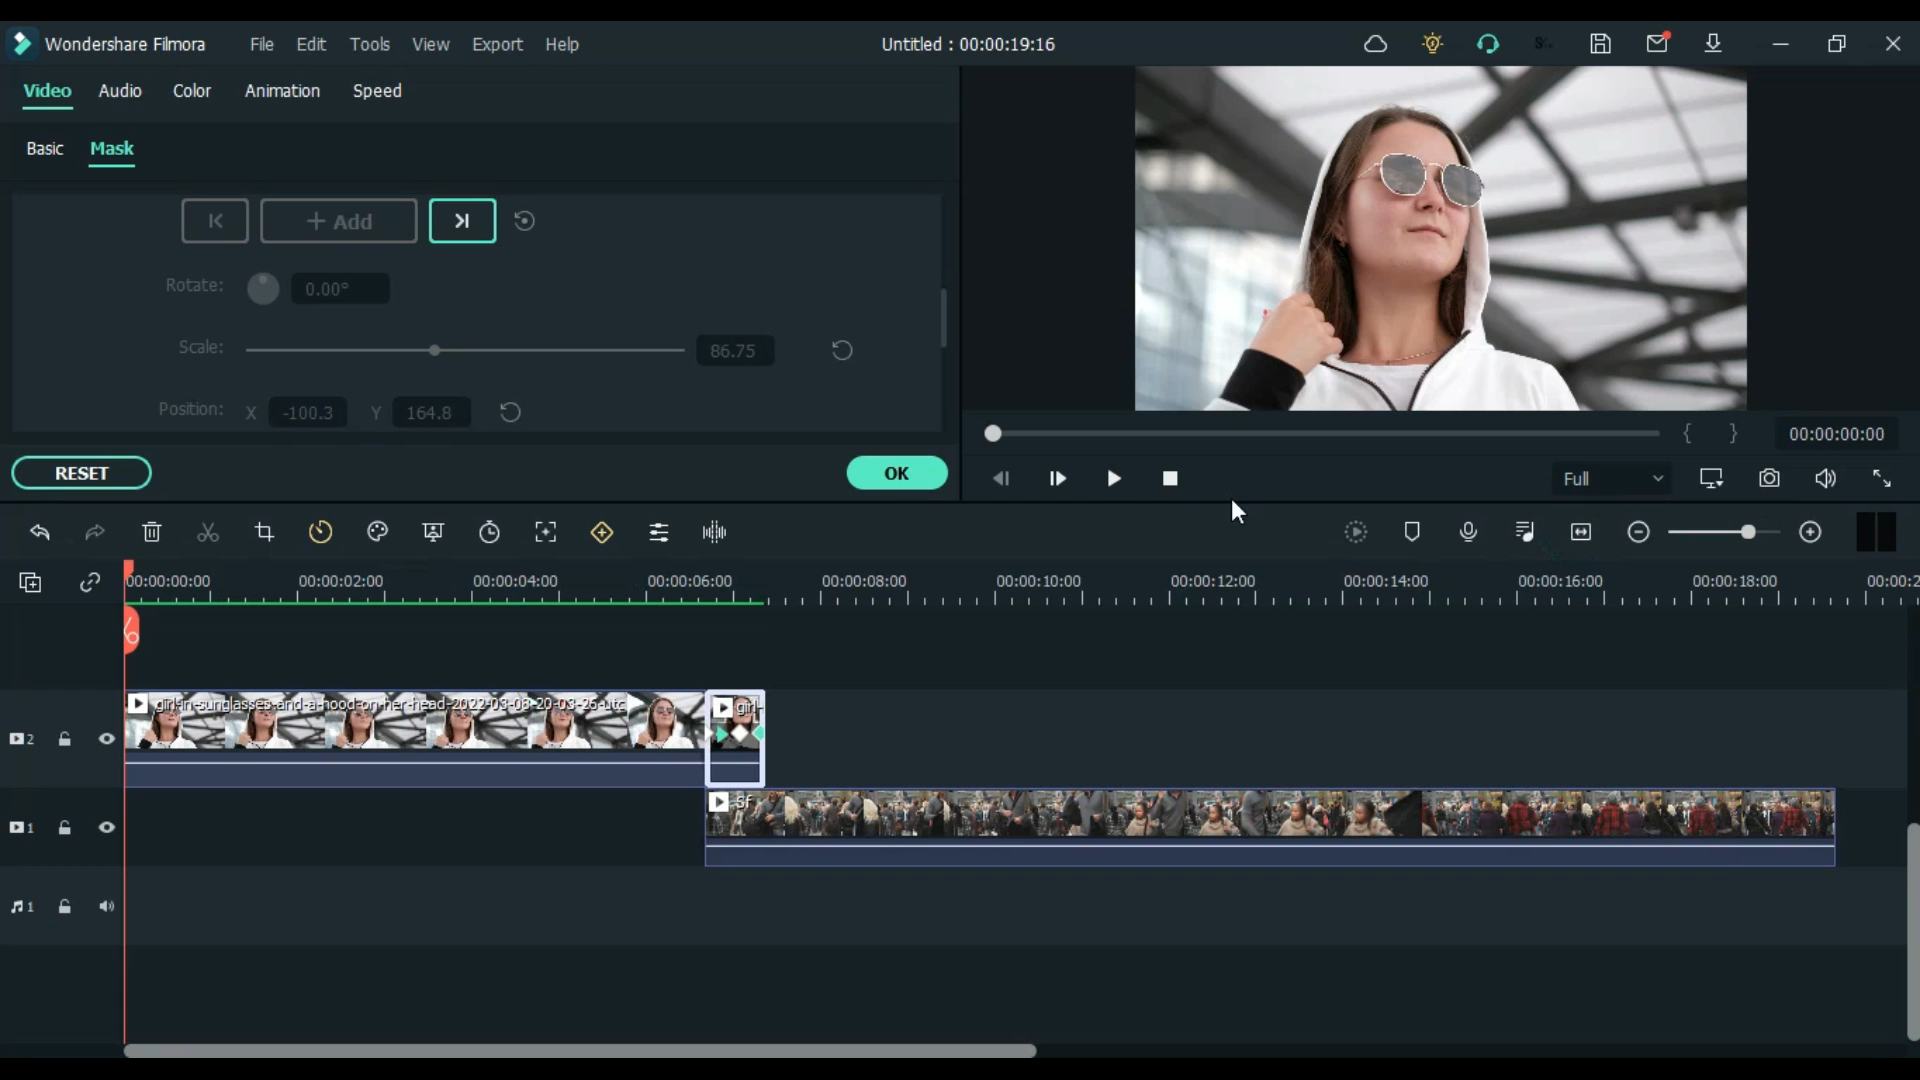 Wondershare Filmora File Edit Tools View Export Help Untitled : 00:00:19:16
Video Audio Color Animation Speed
Basic Mask
+ Add
Rotate: 0.00°
Scale: 86.75
Position: X -100.3 Y 164.8
RESET OK
{ } 00:00:00:00
Full
00:00:00:00 00:00:02:00 00:00:04:00 00:00:06:00 00:00:08:00 00:00:10:00 00:00:12:00 00:00:14:00 00:00:16:00 00:00:18:00 00:00:2
girl-in-sunglasses-and-a-hood-on-her-head-2022-03-08-20-03-26-utc girl-
2
Sf
1
1